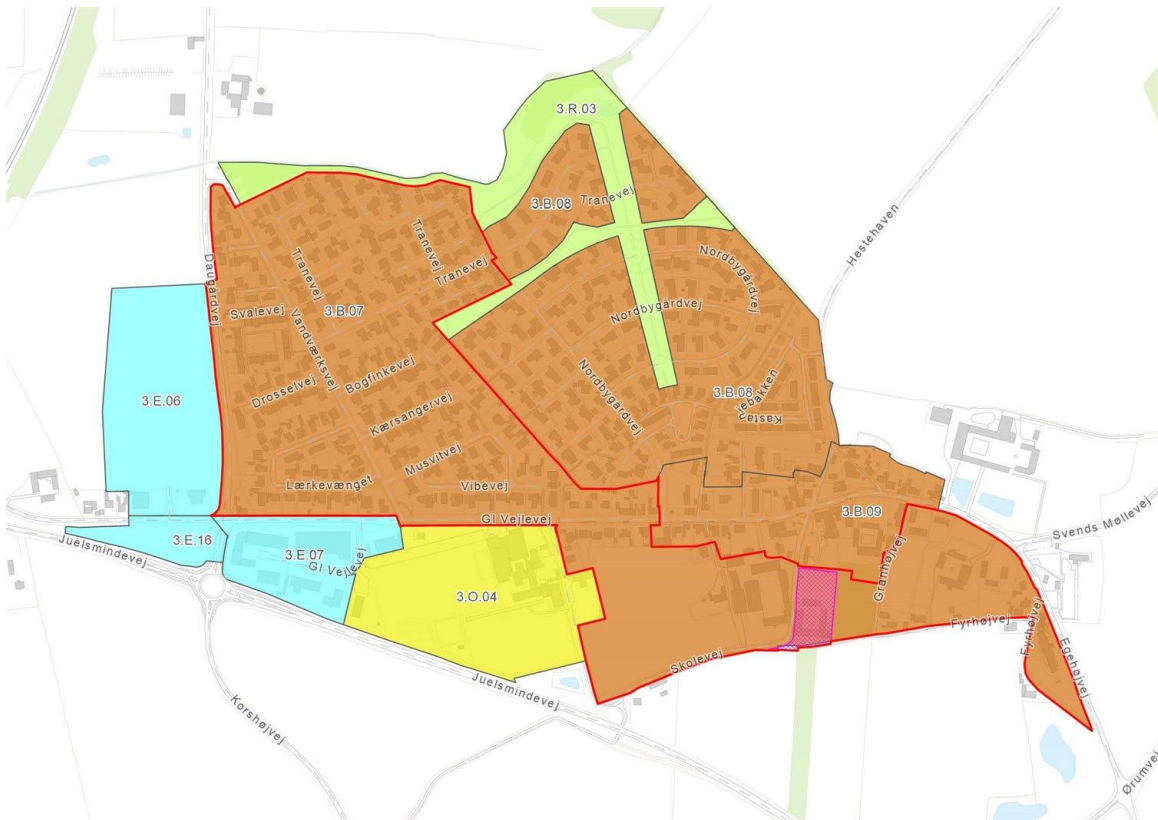 3.R.03
Tranevej
3.B.08
Hestehaven
Tranevej
Tranevej
Tranevej
Nordbygårdvej
Daugårdvej
Svalevej
3.B.07
Nordbygårdvej
Vandværksvej
Drosselvej
Bogfinkevej
Nordbygårdvej
3.B.08
Kastanjebakken
3.E.06
Kærsangervej
Musvitvej
Lærkevænget
Vibevej
Gl Vejlevej
3.B.09
Svends Møllevej
Juelsmindevej
3.E.16
3.E.07
Gl Vejlevej
Grønhøjvej
3.O.04
Fyrhøjvej
Fyrhøjvej
Skolevej
Egehøjvej
Juelsmindevej
Korshøjvej
Ørumvej